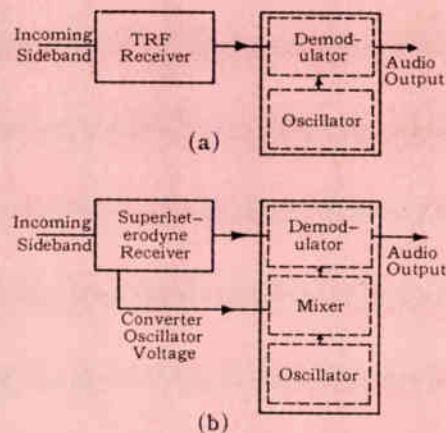 Incoming
Sideband
TRF
Receiver
Demod-
ulator
Oscillator
Audio
Output
(a)
Incoming
Sideband
Superhet-
erodyne
Receiver
Demod-
ulator
Audio
Output
Mixer
Converter
Oscillator
Voltage
Oscillator
(b)